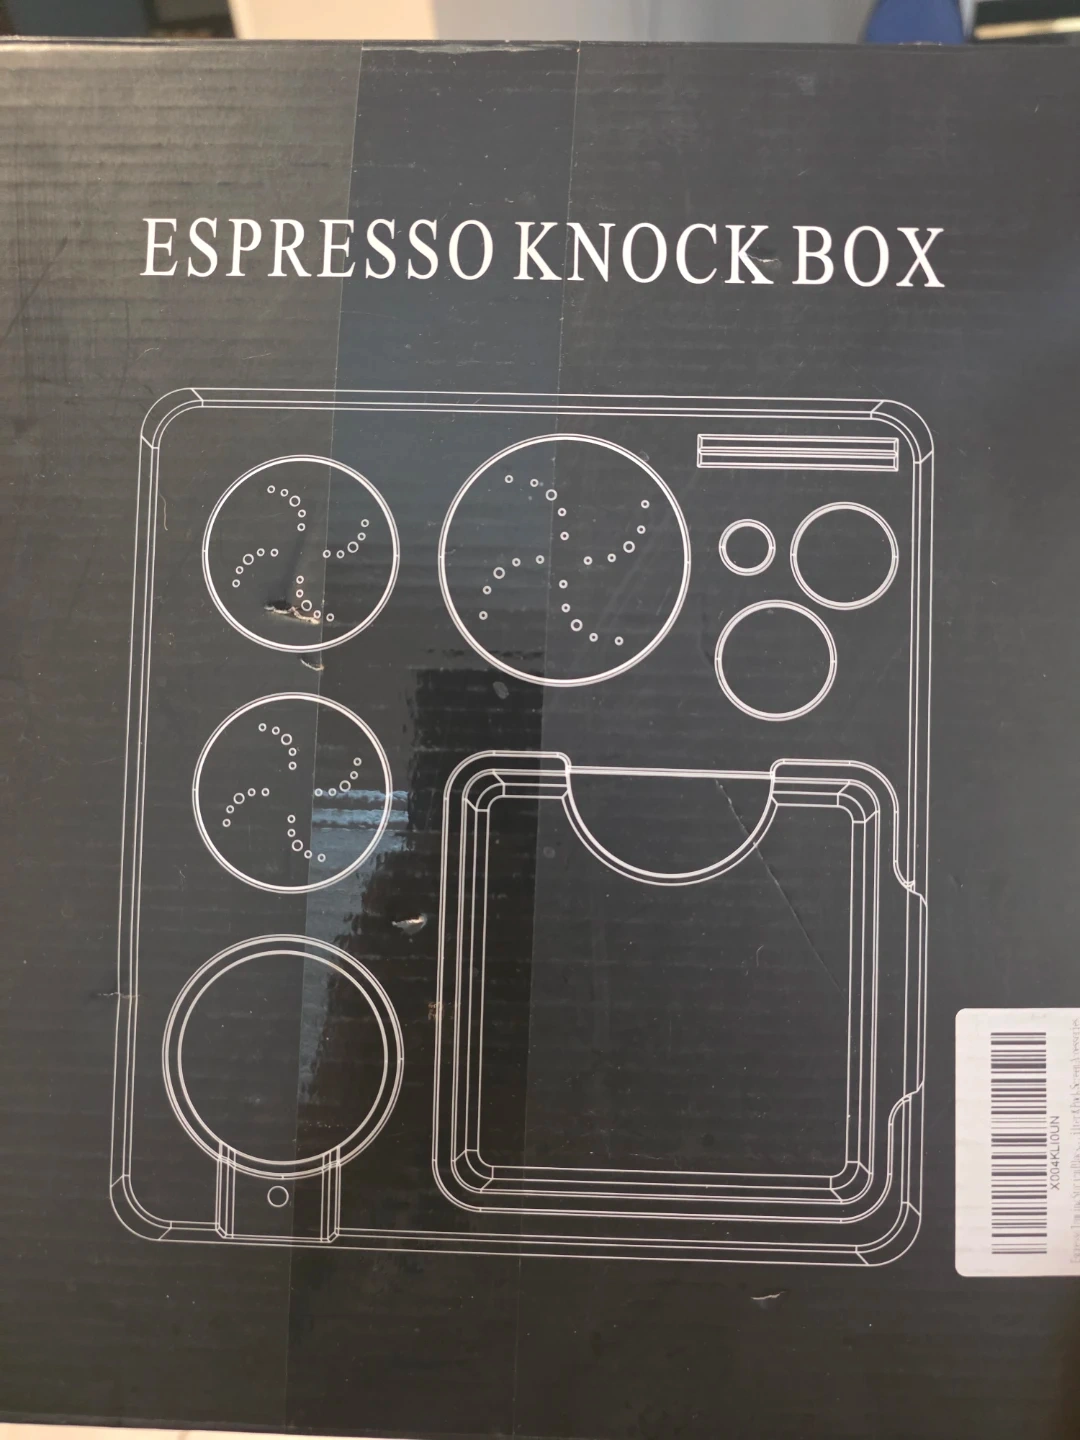 ESPRESSO KNOCK BOX
X004KLI0UN